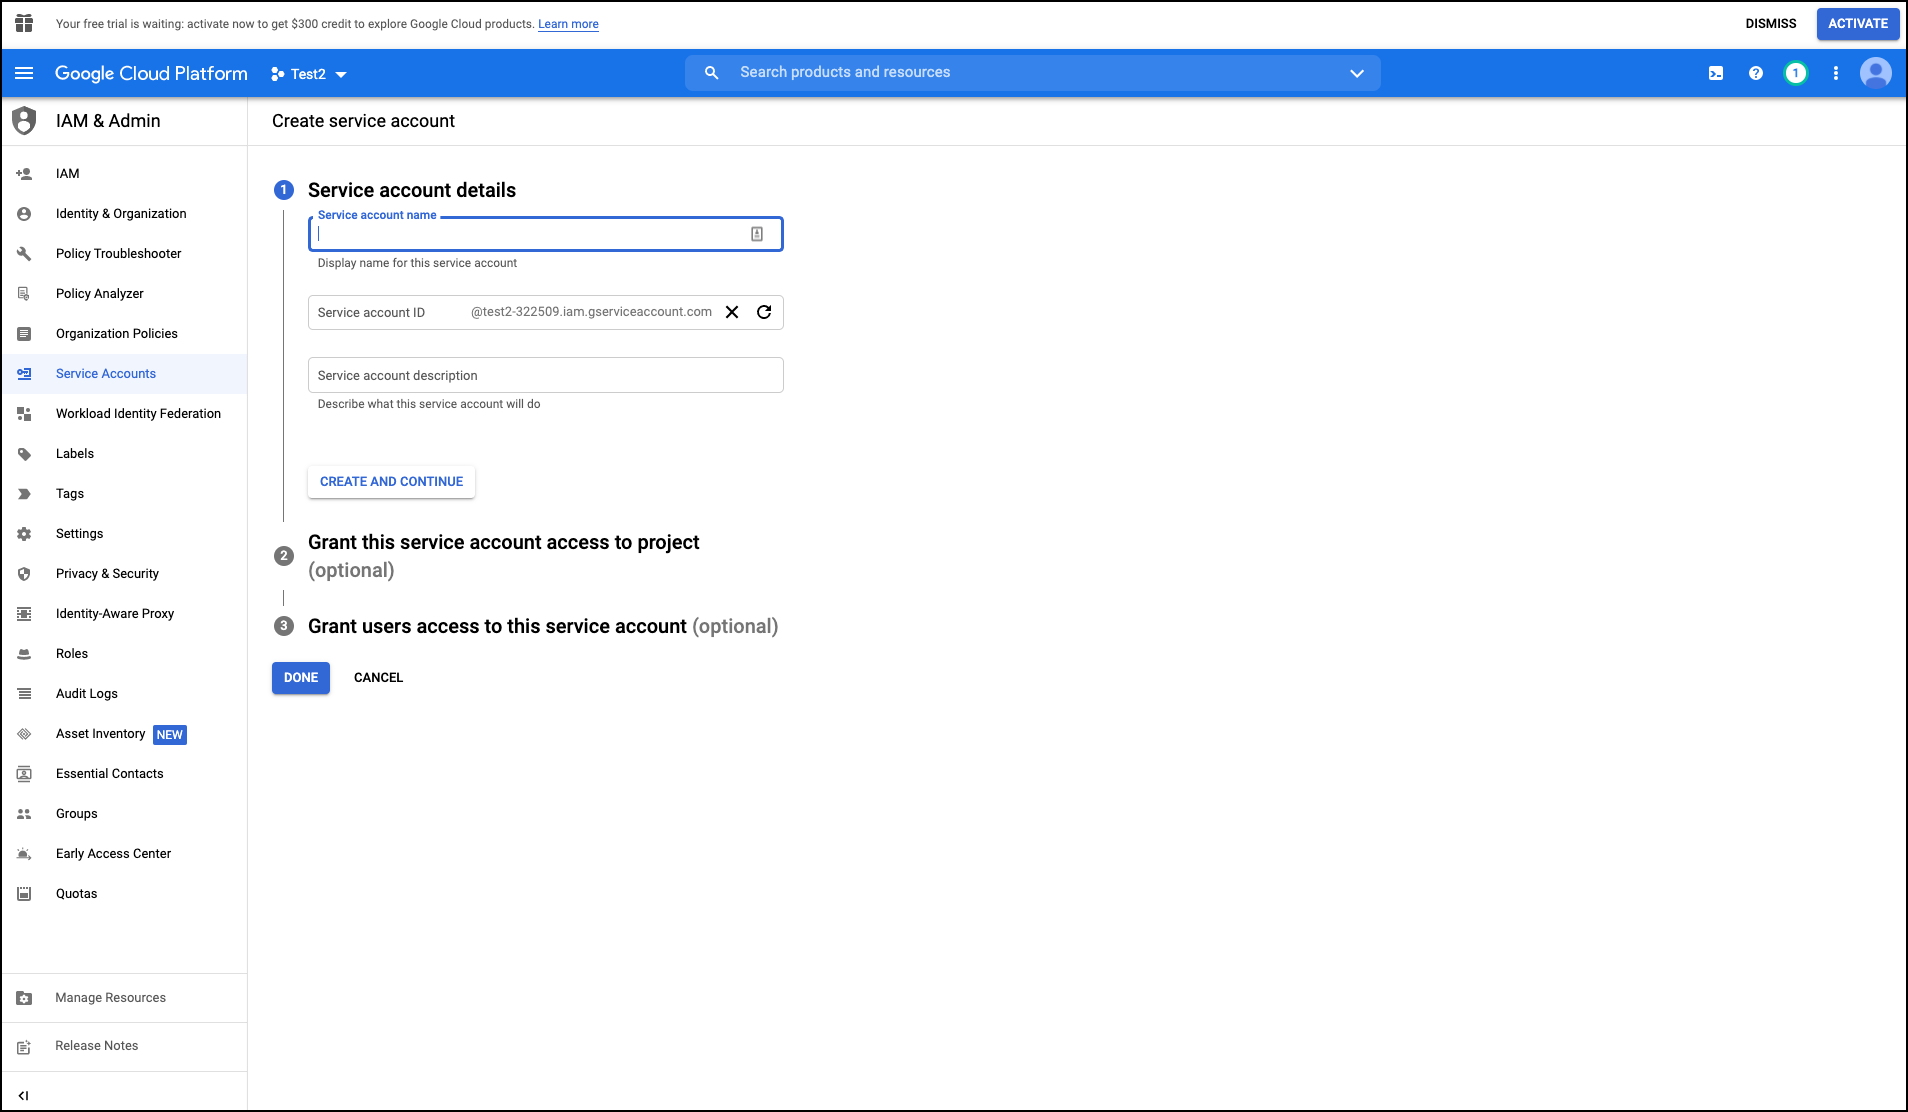 Your free trial is waiting: activate now to get $300 credit to explore Google Cloud products. Learn more
DISMISS
ACTIVATE
Google Cloud Platform
Test2
Search products and resources
1
IAM & Admin
Create service account
IAM
Identity & Organization
Policy Troubleshooter
Policy Analyzer
Organization Policies
Service Accounts
Workload Identity Federation
Labels
Tags
Settings
Privacy & Security
Identity-Aware Proxy
Roles
Audit Logs
Asset Inventory NEW
Essential Contacts
Groups
Early Access Center
Quotas
Manage Resources
Release Notes
1 Service account details
Service account name
Display name for this service account
Service account ID @test2-322509.iam.gserviceaccount.com
Service account description
Describe what this service account will do
CREATE AND CONTINUE
2 Grant this service account access to project
(optional)
3 Grant users access to this service account (optional)
DONE
CANCEL